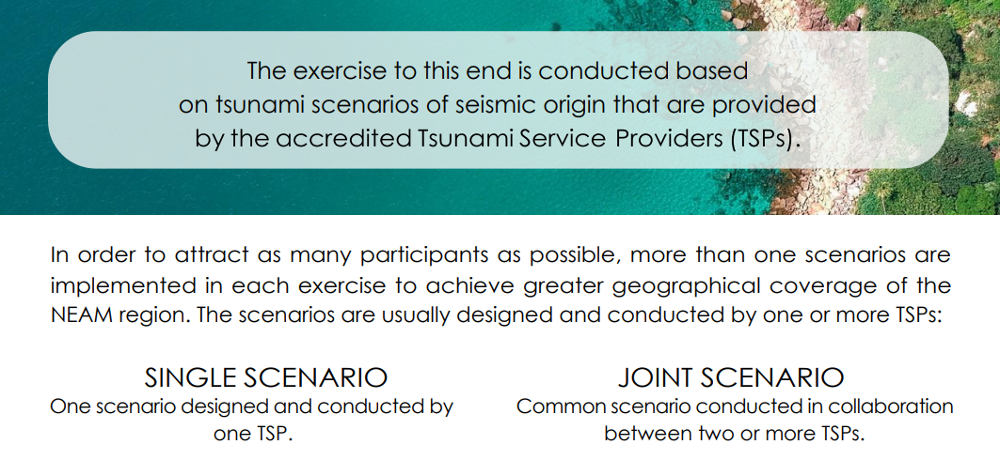 The exercise to this end is conducted based
on tsunami scenarios of seismic origin that are provided
by the accredited Tsunami Service Providers (TSPs).
In order to attract as many participants as possible, more than one scenarios are
implemented in each exercise to achieve greater geographical coverage of the
NEAM region. The scenarios are usually designed and conducted by one or more TSPs:
SINGLE SCENARIO
One scenario designed and conducted by
one TSP.
JOINT SCENARIO
Common scenario conducted in collaboration
between two or more TSPs.